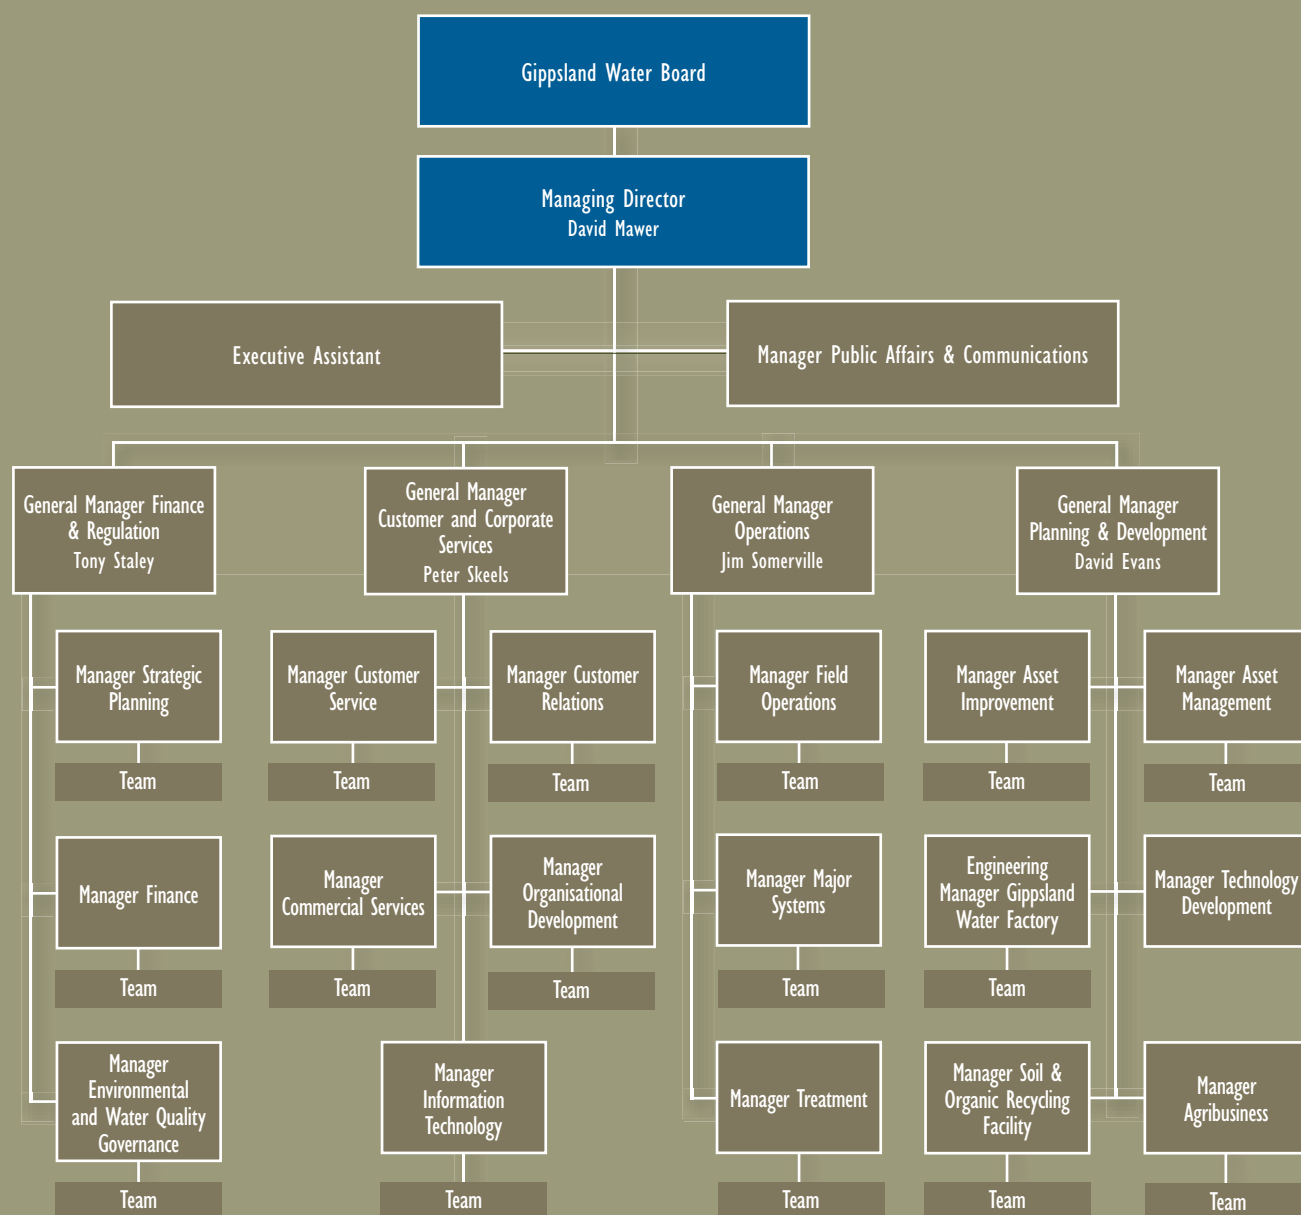 Gippsland Water Board
Managing Director
David Mawer
Executive Assistant
Manager Public Affairs & Communications
General Manager Finance
& Regulation
Tony Staley
General Manager
Customer and Corporate
Services
Peter Skeels
General Manager
Operations
Jim Somerville
General Manager
Planning & Development
David Evans
Manager Strategic
Planning
Team
Manager Customer
Service
Team
Manager Customer
Relations
Team
Manager Field
Operations
Team
Manager Asset
Improvement
Team
Manager Asset
Management
Team
Manager Finance
Team
Manager
Commercial Services
Team
Manager
Organisational
Development
Team
Manager Major
Systems
Team
Engineering
Manager Gippsland
Water Factory
Team
Manager Technology
Development
Manager
Environmental
and Water Quality
Governance
Team
Manager
Information
Technology
Team
Manager Treatment
Team
Manager Soil &
Organic Recycling
Facility
Team
Manager
Agribusiness
Team